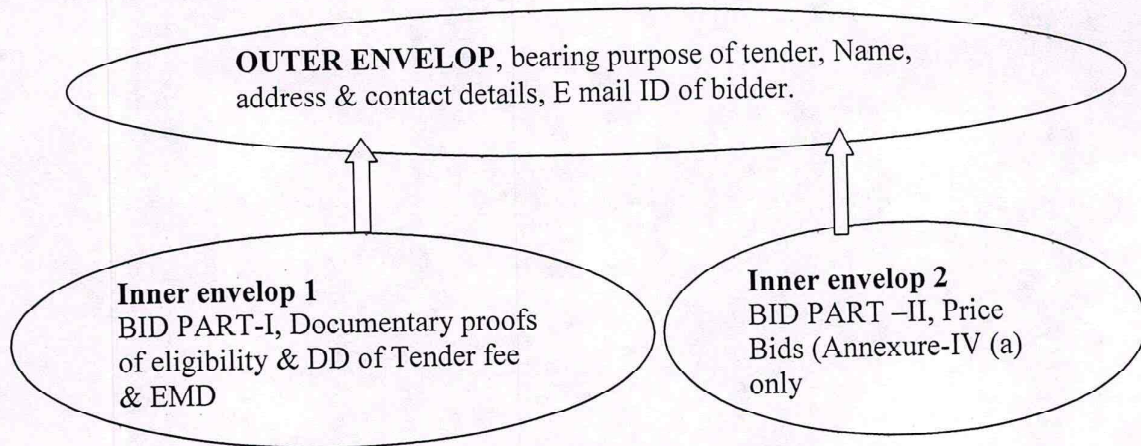 OUTER ENVELOP, bearing purpose of tender, Name,
address & contact details, E mail ID of bidder.
Inner envelop 1
BID PART-I, Documentary proofs
of eligibility & DD of Tender fee
& EMD
Inner envelop 2
BID PART –II, Price
Bids (Annexure-IV (a)
only